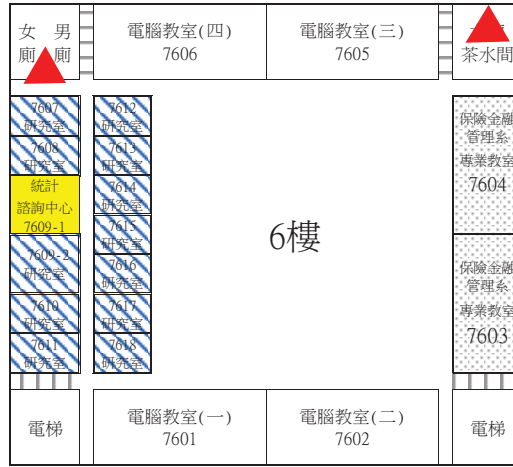 女 男
廁 廁
電腦教室(四)
7606
電腦教室(三)
7605
茶水間
7607
研究室
7608
研究室
統計
諮詢中心
7609-1
7609-2
研究室
7610
研究室
7611
研究室
7612
研究室
7613
研究室
7614
研究室
7615
研究室
7616
研究室
7617
研究室
7618
研究室
6樓
保險金融
管理系
專業教室
7604
保險金融
管理系
專業教室
7603
電梯
電腦教室(一)
7601
電腦教室(二)
7602
電梯